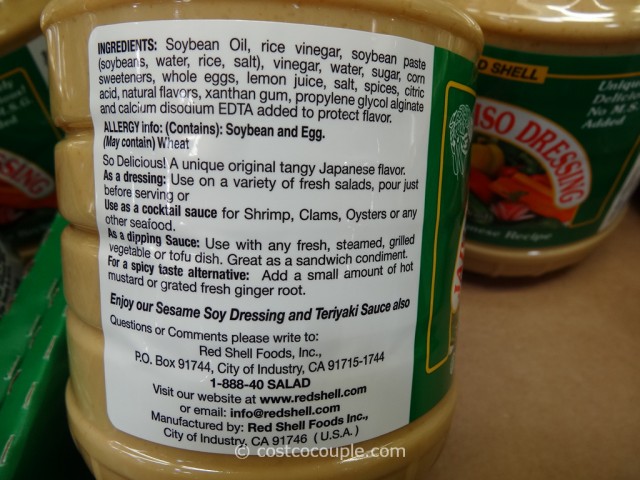 INGREDIENTS: Soybean Oil, rice vinegar, soybean paste
(soybeans, water, rice, salt), vinegar, water, sugar, corn
sweeteners, whole eggs, lemon juice, salt, spices, citric
acid, natural flavors, xanthan gum, propylene glycol alginate
and calcium disodium EDTA added to protect flavor.
ALLERGY info: (Contains): Soybean and Egg.
(May contain) Wheat
So Delicious! A unique original tangy Japanese flavor.
As a dressing: Use on a variety of fresh salads, pour just
before serving or
Use as a cocktail sauce for Shrimp, Clams, Oysters or any
other seafood.
As a dipping Sauce: Use with any fresh, steamed, grilled
vegetable or tofu dish. Great as a sandwich condiment.
For a spicy taste alternative: Add a small amount of hot
mustard or grated fresh ginger root.
Enjoy our Sesame Soy Dressing and Teriyaki Sauce also
Questions or Comments please write to:
Red Shell Foods, Inc.,
P.O. Box 91744, City of Industry, CA 91715-1744
1-888-40 SALAD
Visit our website at www.redshell.com
or email: info@redshell.com
Manufactured by: Red Shell Foods Inc.,
City of Industry, CA 91746 (U.S.A.)
D SHELL
Uniqu
Delicio
No M.S
Added
ISO DRESSING
nese Recipe
SSING
© costcocouple.com